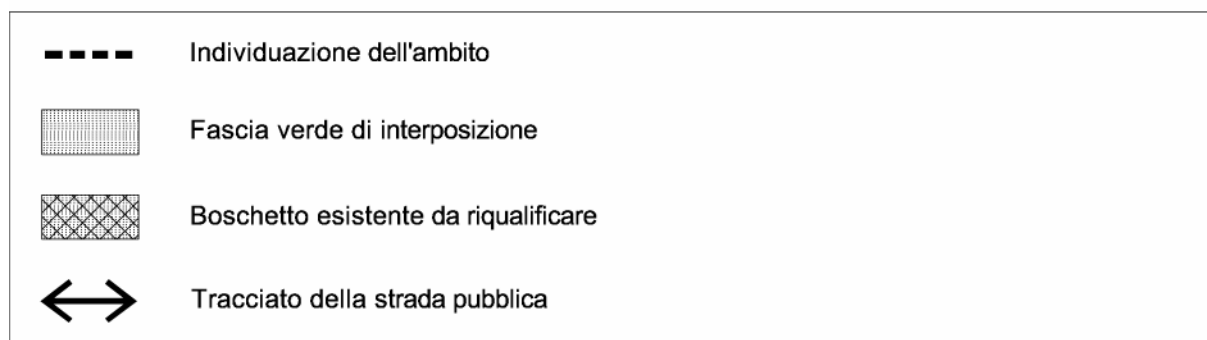 Individuazione dell'ambito
Fascia verde di interposizione
Boschetto esistente da riqualificare
Tracciato della strada pubblica